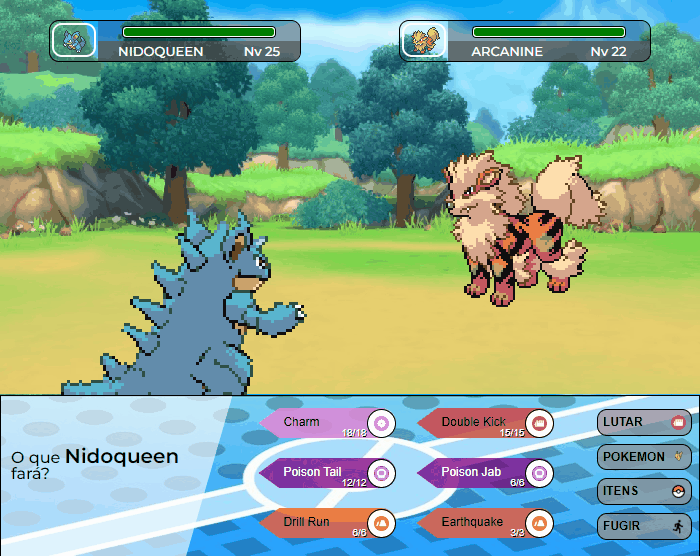 NIDOQUEEN Nv 25
ARCANINE Nv 22
O que Nidoqueen
fará?
Charm
18/18
Double Kick
15/15
Poison Tail
12/12
Poison Jab
6/6
Drill Run
6/6
Earthquake
3/3
LUTAR
POKEMON
ITENS
FUGIR